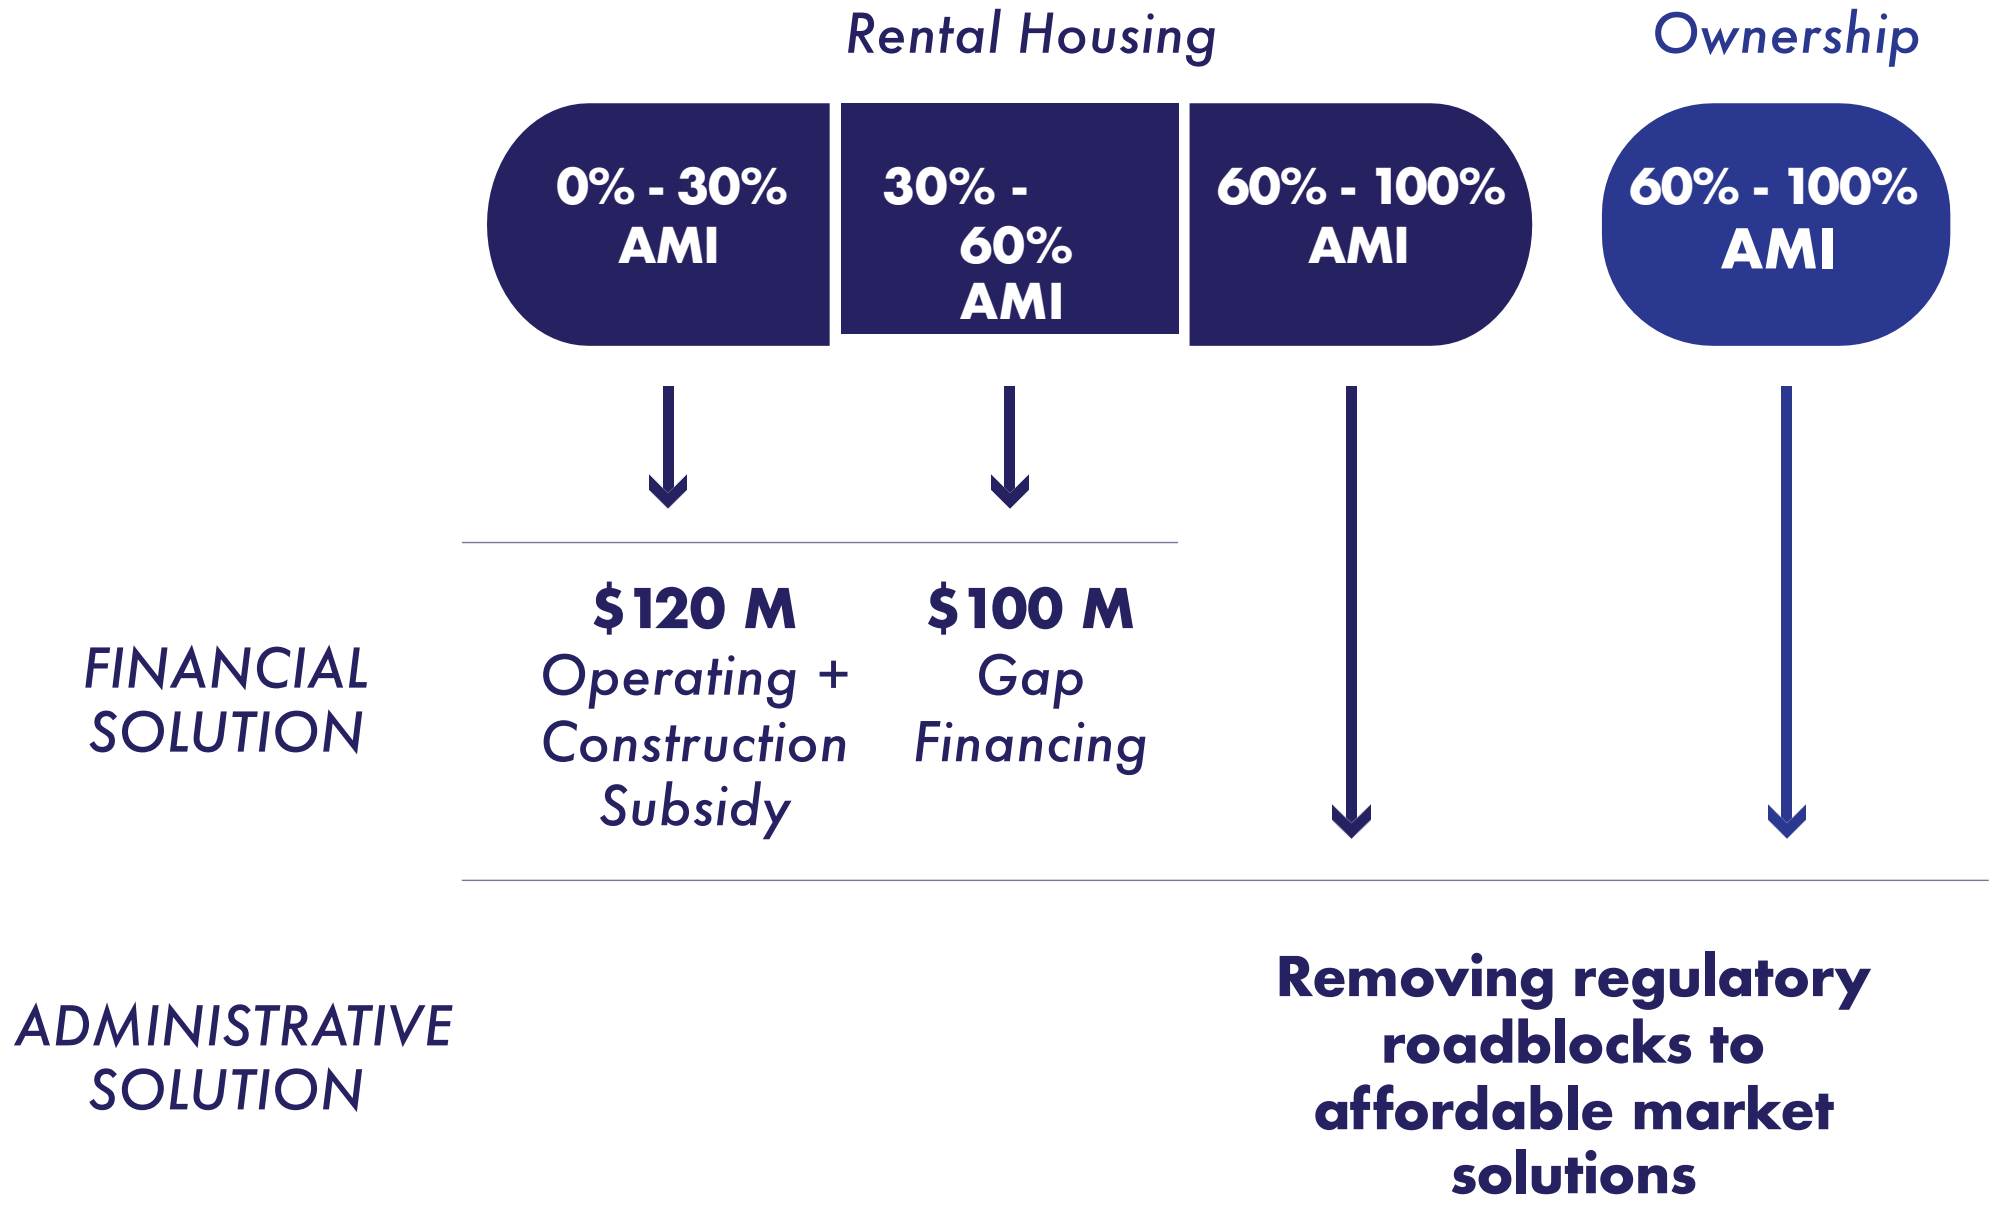 Rental Housing
Ownership
0% - 30%
AMI
30% -
60%
AMI
60% - 100%
AMI
60% - 100%
AMI
FINANCIAL
SOLUTION
$120 M
Operating +
Construction
Subsidy
$100 M
Gap
Financing
ADMINISTRATIVE
SOLUTION
Removing regulatory
roadblocks to
affordable market
solutions